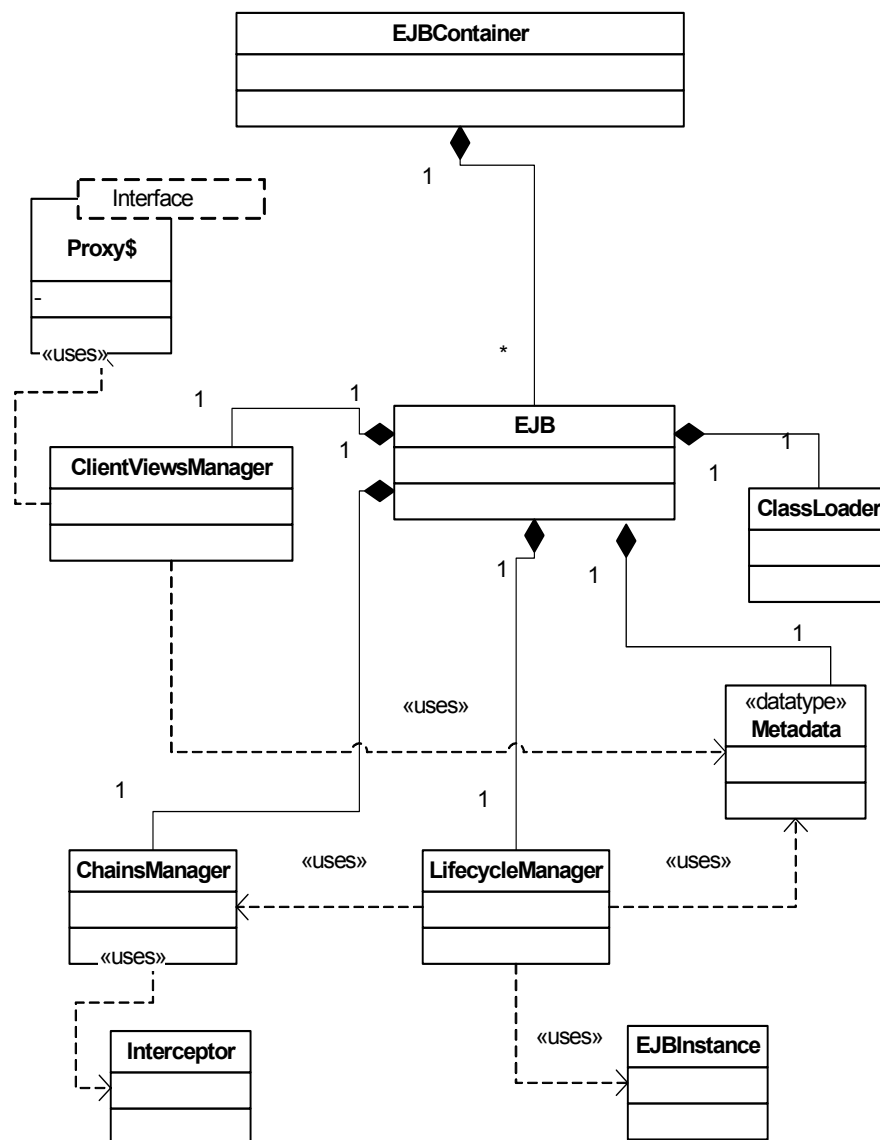 EJBContainer
1
Interface
Proxy$
-
«uses»
*
1
1
EJB
1
1
1
ClientViewsManager
ClassLoader
1
1
1
«datatype»
Metadata
«uses»
1
1
ChainsManager
«uses»
LifecycleManager
«uses»
«uses»
Interceptor
«uses»
EJBInstance